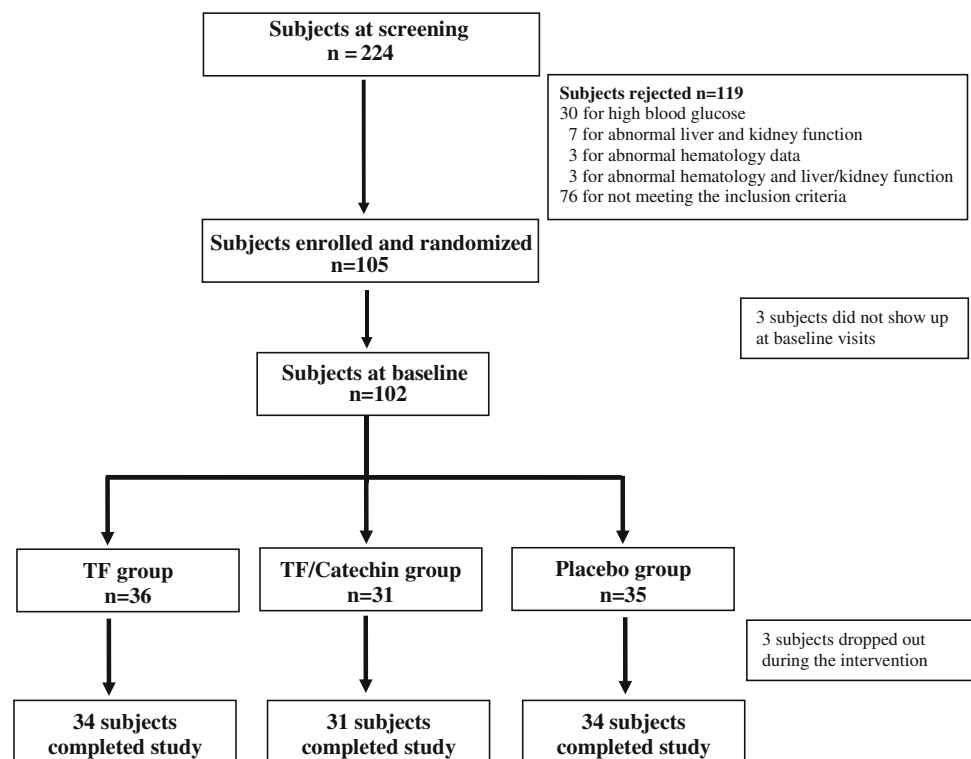 Subjects at screening
n = 224
Subjects rejected n=119
30 for high blood glucose
7 for abnormal liver and kidney function
3 for abnormal hematology data
3 for abnormal hematology and liver/kidney function
76 for not meeting the inclusion criteria
Subjects enrolled and randomized
n=105
3 subjects did not show up
at baseline visits
Subjects at baseline
n=102
TF group
n=36
TF/Catechin group
n=31
Placebo group
n=35
3 subjects dropped out
during the intervention
34 subjects
completed study
31 subjects
completed study
34 subjects
completed study